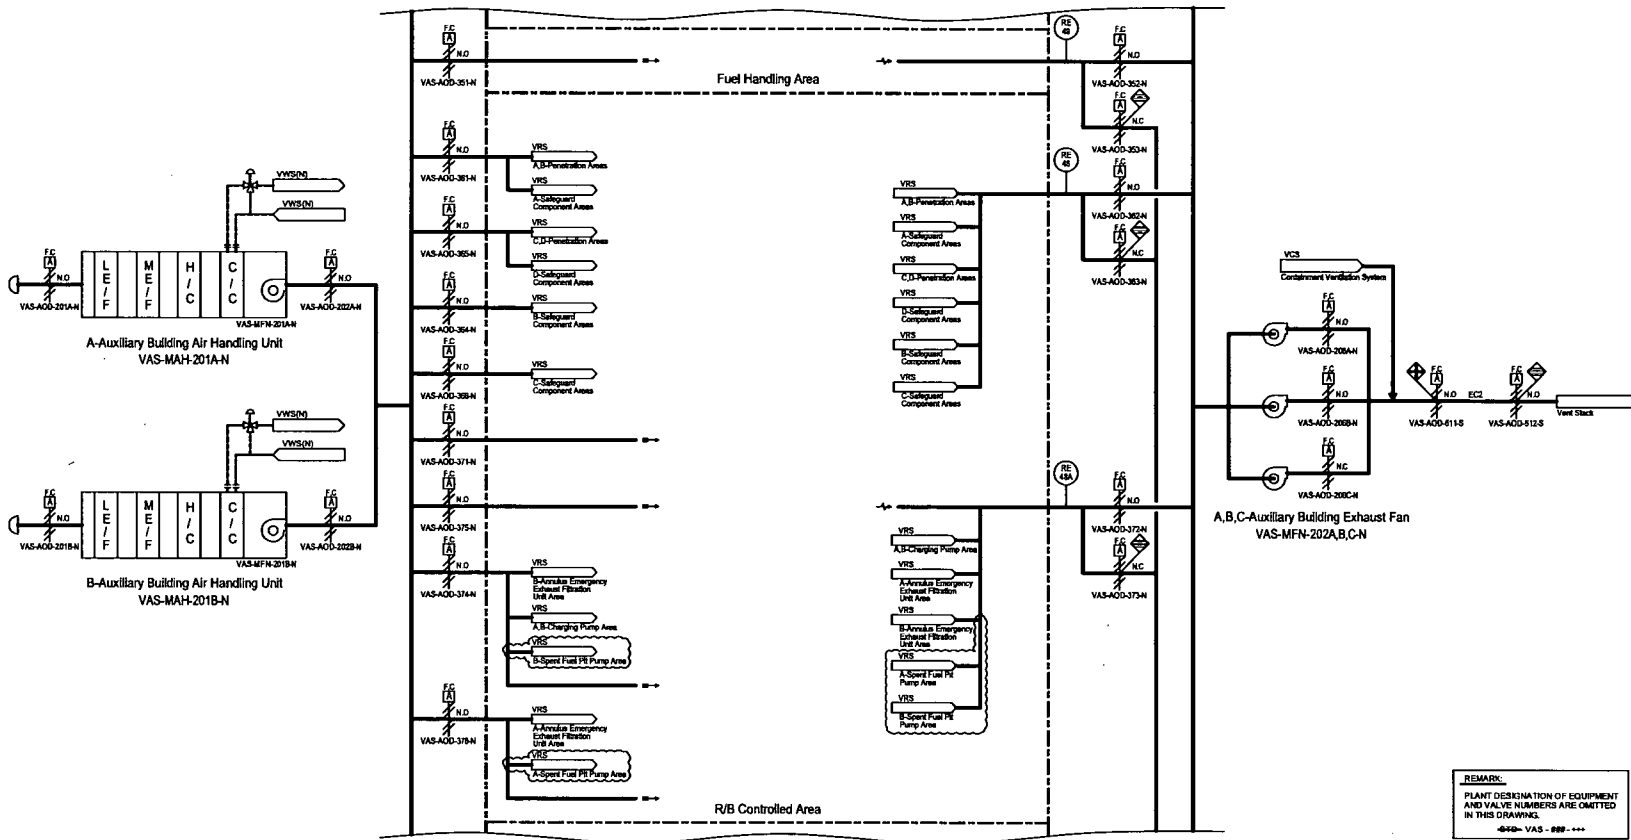 F.C
A
N.O
VAS-AOD-351-N
Fuel Handling Area
RE
49
F.C
A
N.O
VAS-AOD-352-N
F.C
A
N.C
VAS-AOD-353-N
F.C
A
N.O
VAS-AOD-361-N
VRS
A,B-Penetration Areas
VRS
A-Safeguard
Component Areas
F.C
A
N.O
VAS-AOD-365-N
VRS
C,D-Penetration Areas
VRS
D-Safeguard
Component Areas
F.C
A
N.O
VAS-AOD-364-N
VRS
B-Safeguard
Component Areas
F.C
A
N.O
VAS-AOD-368-N
VRS
C-Safeguard
Component Areas
F.C
A
N.O
VAS-AOD-371-N
F.C
A
N.O
VAS-AOD-375-N
F.C
A
N.O
VAS-AOD-374-N
VRS
B-Annulus Emergency
Exhaust Filtration
Unit Area
VRS
A,B-Charging Pump Area
VRS
B-Spent Fuel Pit Pump Area
F.C
A
N.O
VRS
A-Annulus Emergency
Exhaust Filtration
Unit Area
VRS
A-Spent Fuel Pit Pump Area
R/B Controlled Area
VWS(N)
VWS(N)
F.C
A
N.O
VAS-AOD-201A-N
LE/F
ME/F
H/C
C/C
VAS-MFN-201A-N
F.C
A
N.O
VAS-AOD-202A-N
A-Auxiliary Building Air Handling Unit
VAS-MAH-201A-N
VWS(N)
VWS(N)
F.C
A
N.O
VAS-AOD-201B-N
LE/F
ME/F
H/C
C/C
VAS-MFN-201B-N
F.C
A
N.O
VAS-AOD-202B-N
B-Auxiliary Building Air Handling Unit
VAS-MAH-201B-N
VRS
A,B-Penetration Areas
VRS
A-Safeguard
Component Areas
VRS
C,D-Penetration Areas
VRS
D-Safeguard
Component Areas
VRS
B-Safeguard
Component Areas
VRS
C-Safeguard
Component Areas
RE
48
F.C
A
N.O
VAS-AOD-362-N
F.C
A
N.C
VAS-AOD-363-N
RE
48A
F.C
A
N.O
VAS-AOD-372-N
F.C
A
N.C
VAS-AOD-373-N
VRS
A,B-Charging Pump Area
VRS
A-Annulus Emergency
Exhaust Filtration
Unit Area
VRS
B-Annulus Emergency
Exhaust Filtration
Unit Area
VRS
A-Spent Fuel Pit
Pump Area
VRS
B-Spent Fuel Pit
Pump Area
VCS
Containment Ventilation System
F.C
A
N.O
VAS-AOD-206A-N
F.C
A
N.O
VAS-AOD-206B-N
F.C
A
N.C
VAS-AOD-206C-N
A,B,C-Auxiliary Building Exhaust Fan
VAS-MFN-202A,B,C-N
F.C
A
N.O
VAS-AOD-511-S
EC2
F.C
A
N.O
VAS-AOD-512-S
Vent Stack
REMARK:
PLANT DESIGNATION OF EQUIPMENT
AND VALVE NUMBERS ARE OMITTED
IN THIS DRAWING.
VAS - ### - +++